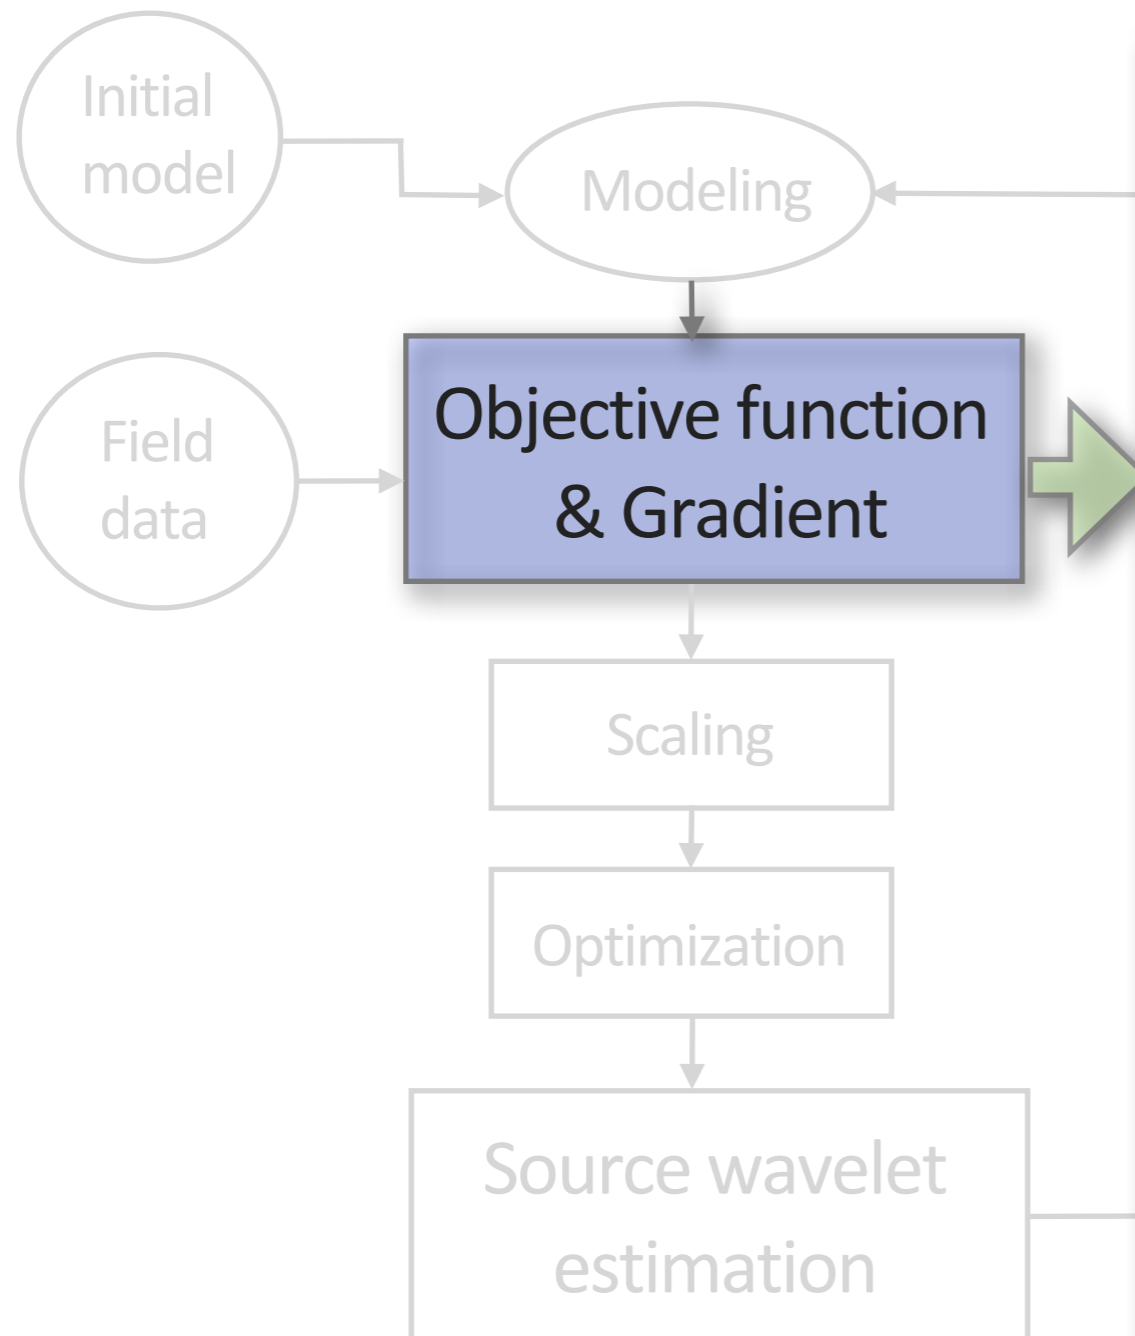 Initial
model
Modeling
Objective function
& Gradient
Field
data
Scaling
Optimization
Source wavelet
estimation